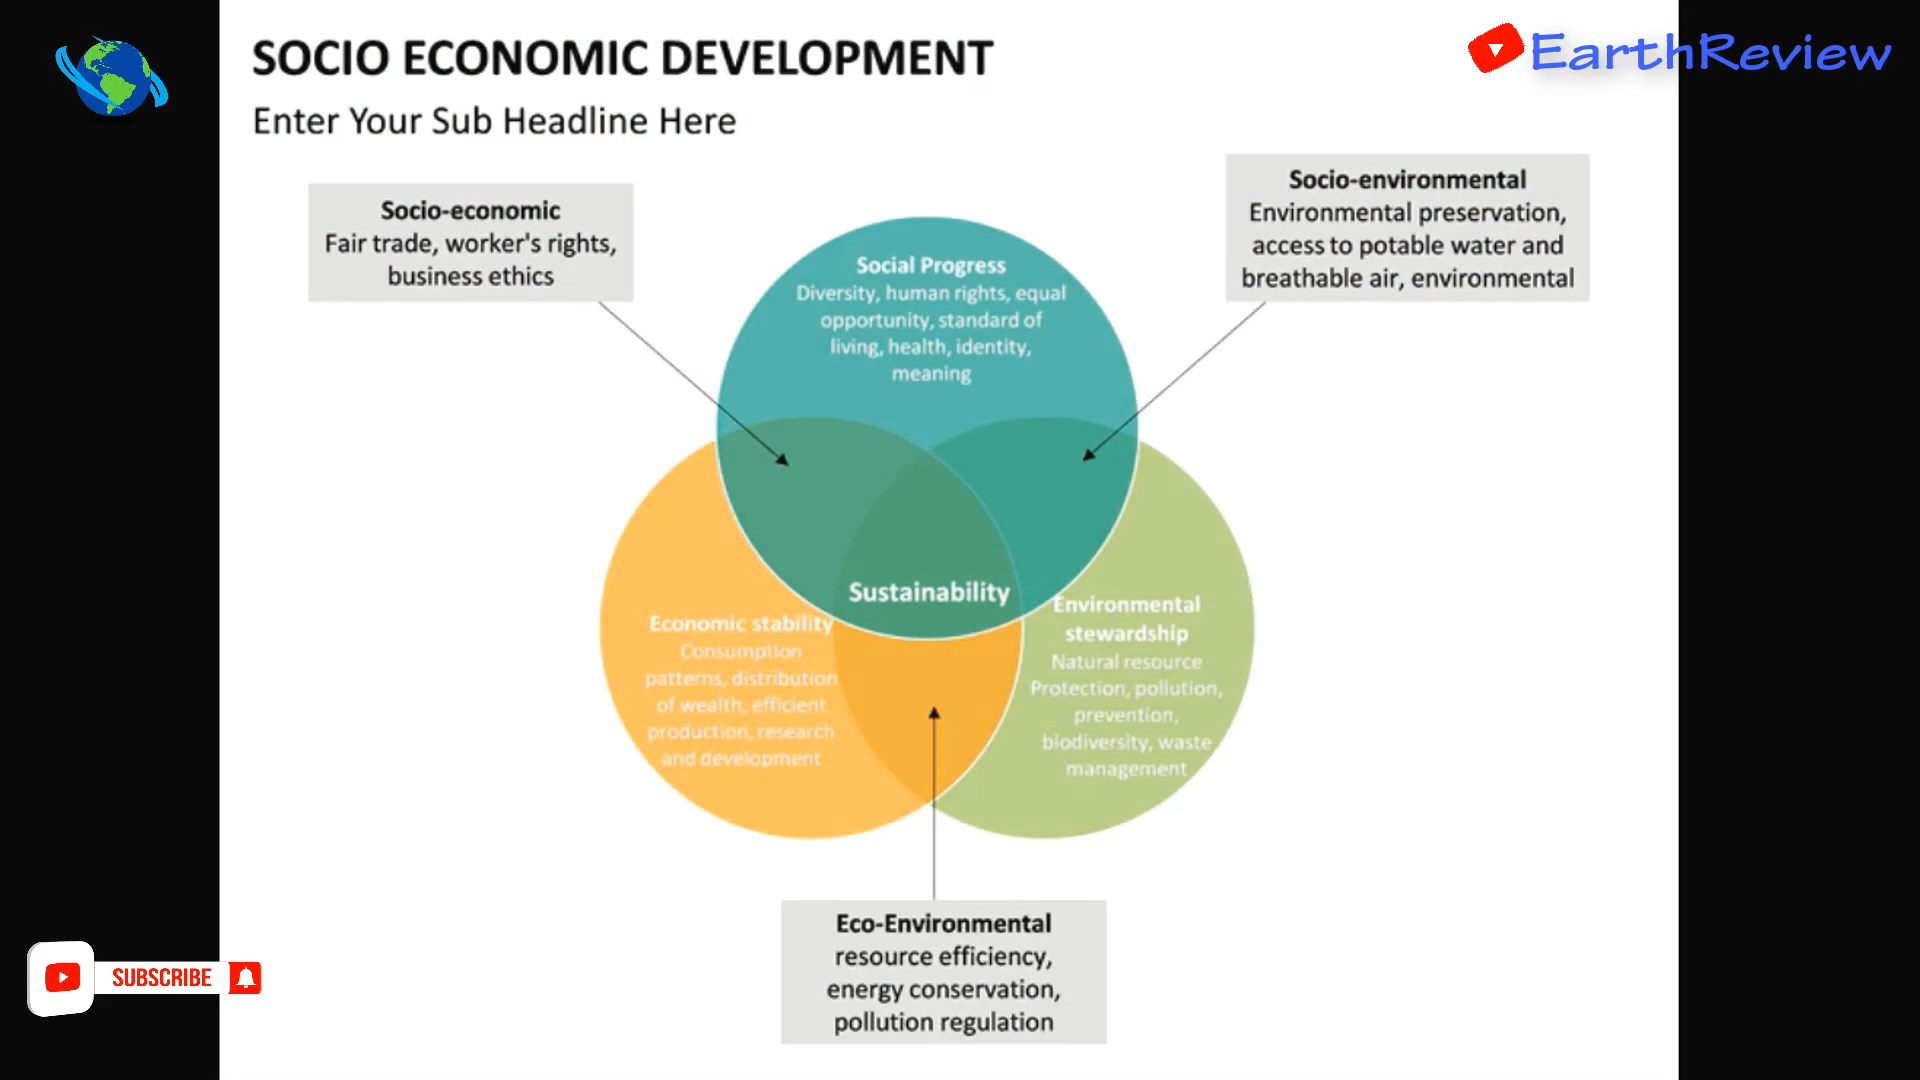 SOCIO ECONOMIC DEVELOPMENT
EarthReview
Enter Your Sub Headline Here
Socio-economic
Fair trade, worker's rights,
business ethics
Socio-environmental
Environmental preservation,
access to potable water and
breathable air, environmental
Social Progress
Diversity, human rights, equal
opportunity, standard of
living, health, identity,
meaning
Sustainability
Economic stability
Consumption
patterns, distribution
of wealth, efficient
production, research
and development
Environmental
stewardship
Natural resource
Protection, pollution,
prevention,
biodiversity, waste
management
Eco-Environmental
resource efficiency,
energy conservation,
pollution regulation
SUBSCRIBE